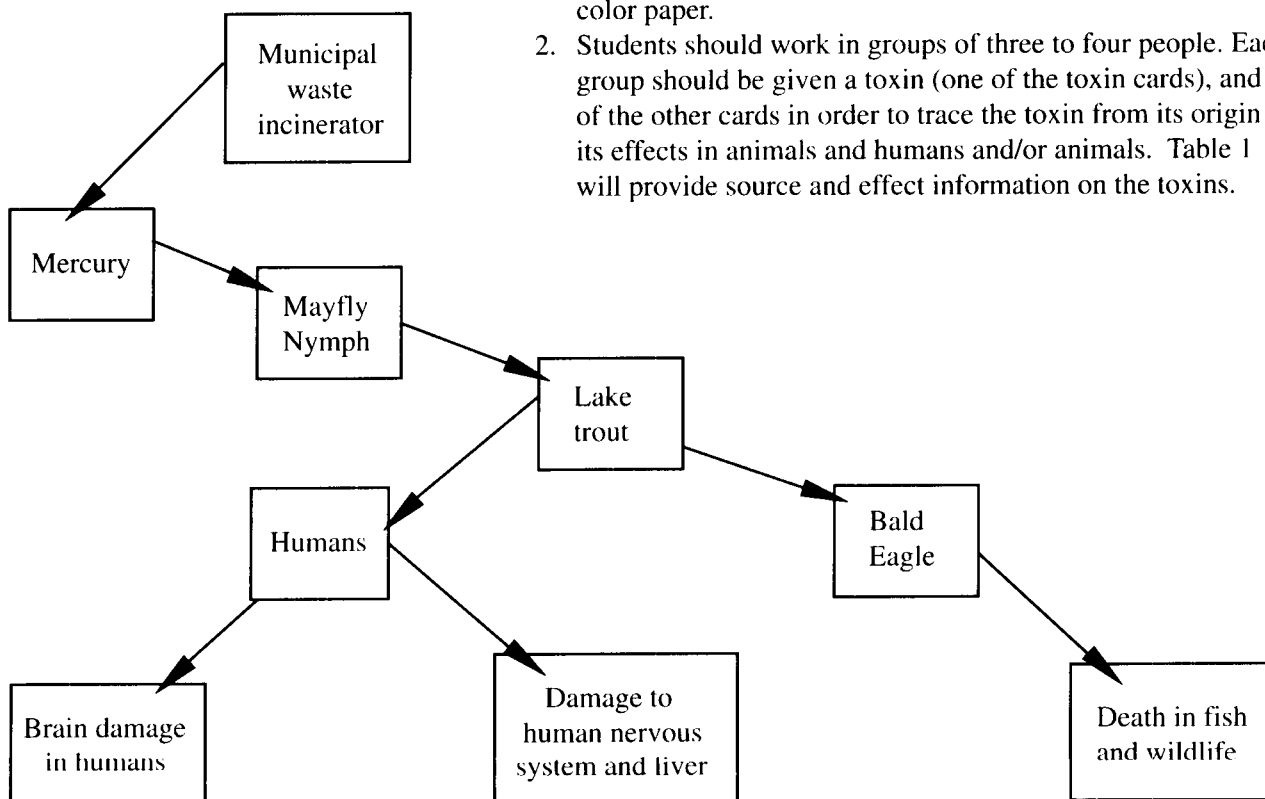 color paper.
2. Students should work in groups of three to four people.
group should be given a toxin (one of the toxin cards), and
of the other cards in order to trace the toxin from its origin
its effects in animals and humans and/or animals. Table 1
will provide source and effect information on the toxins.
Municipal
waste
incinerator
Mercury
Mayfly
Nymph
Lake
trout
Humans
Bald
Eagle
Brain damage
in humans
Damage to
human nervous
system and liver
Death in fish
and wildlife